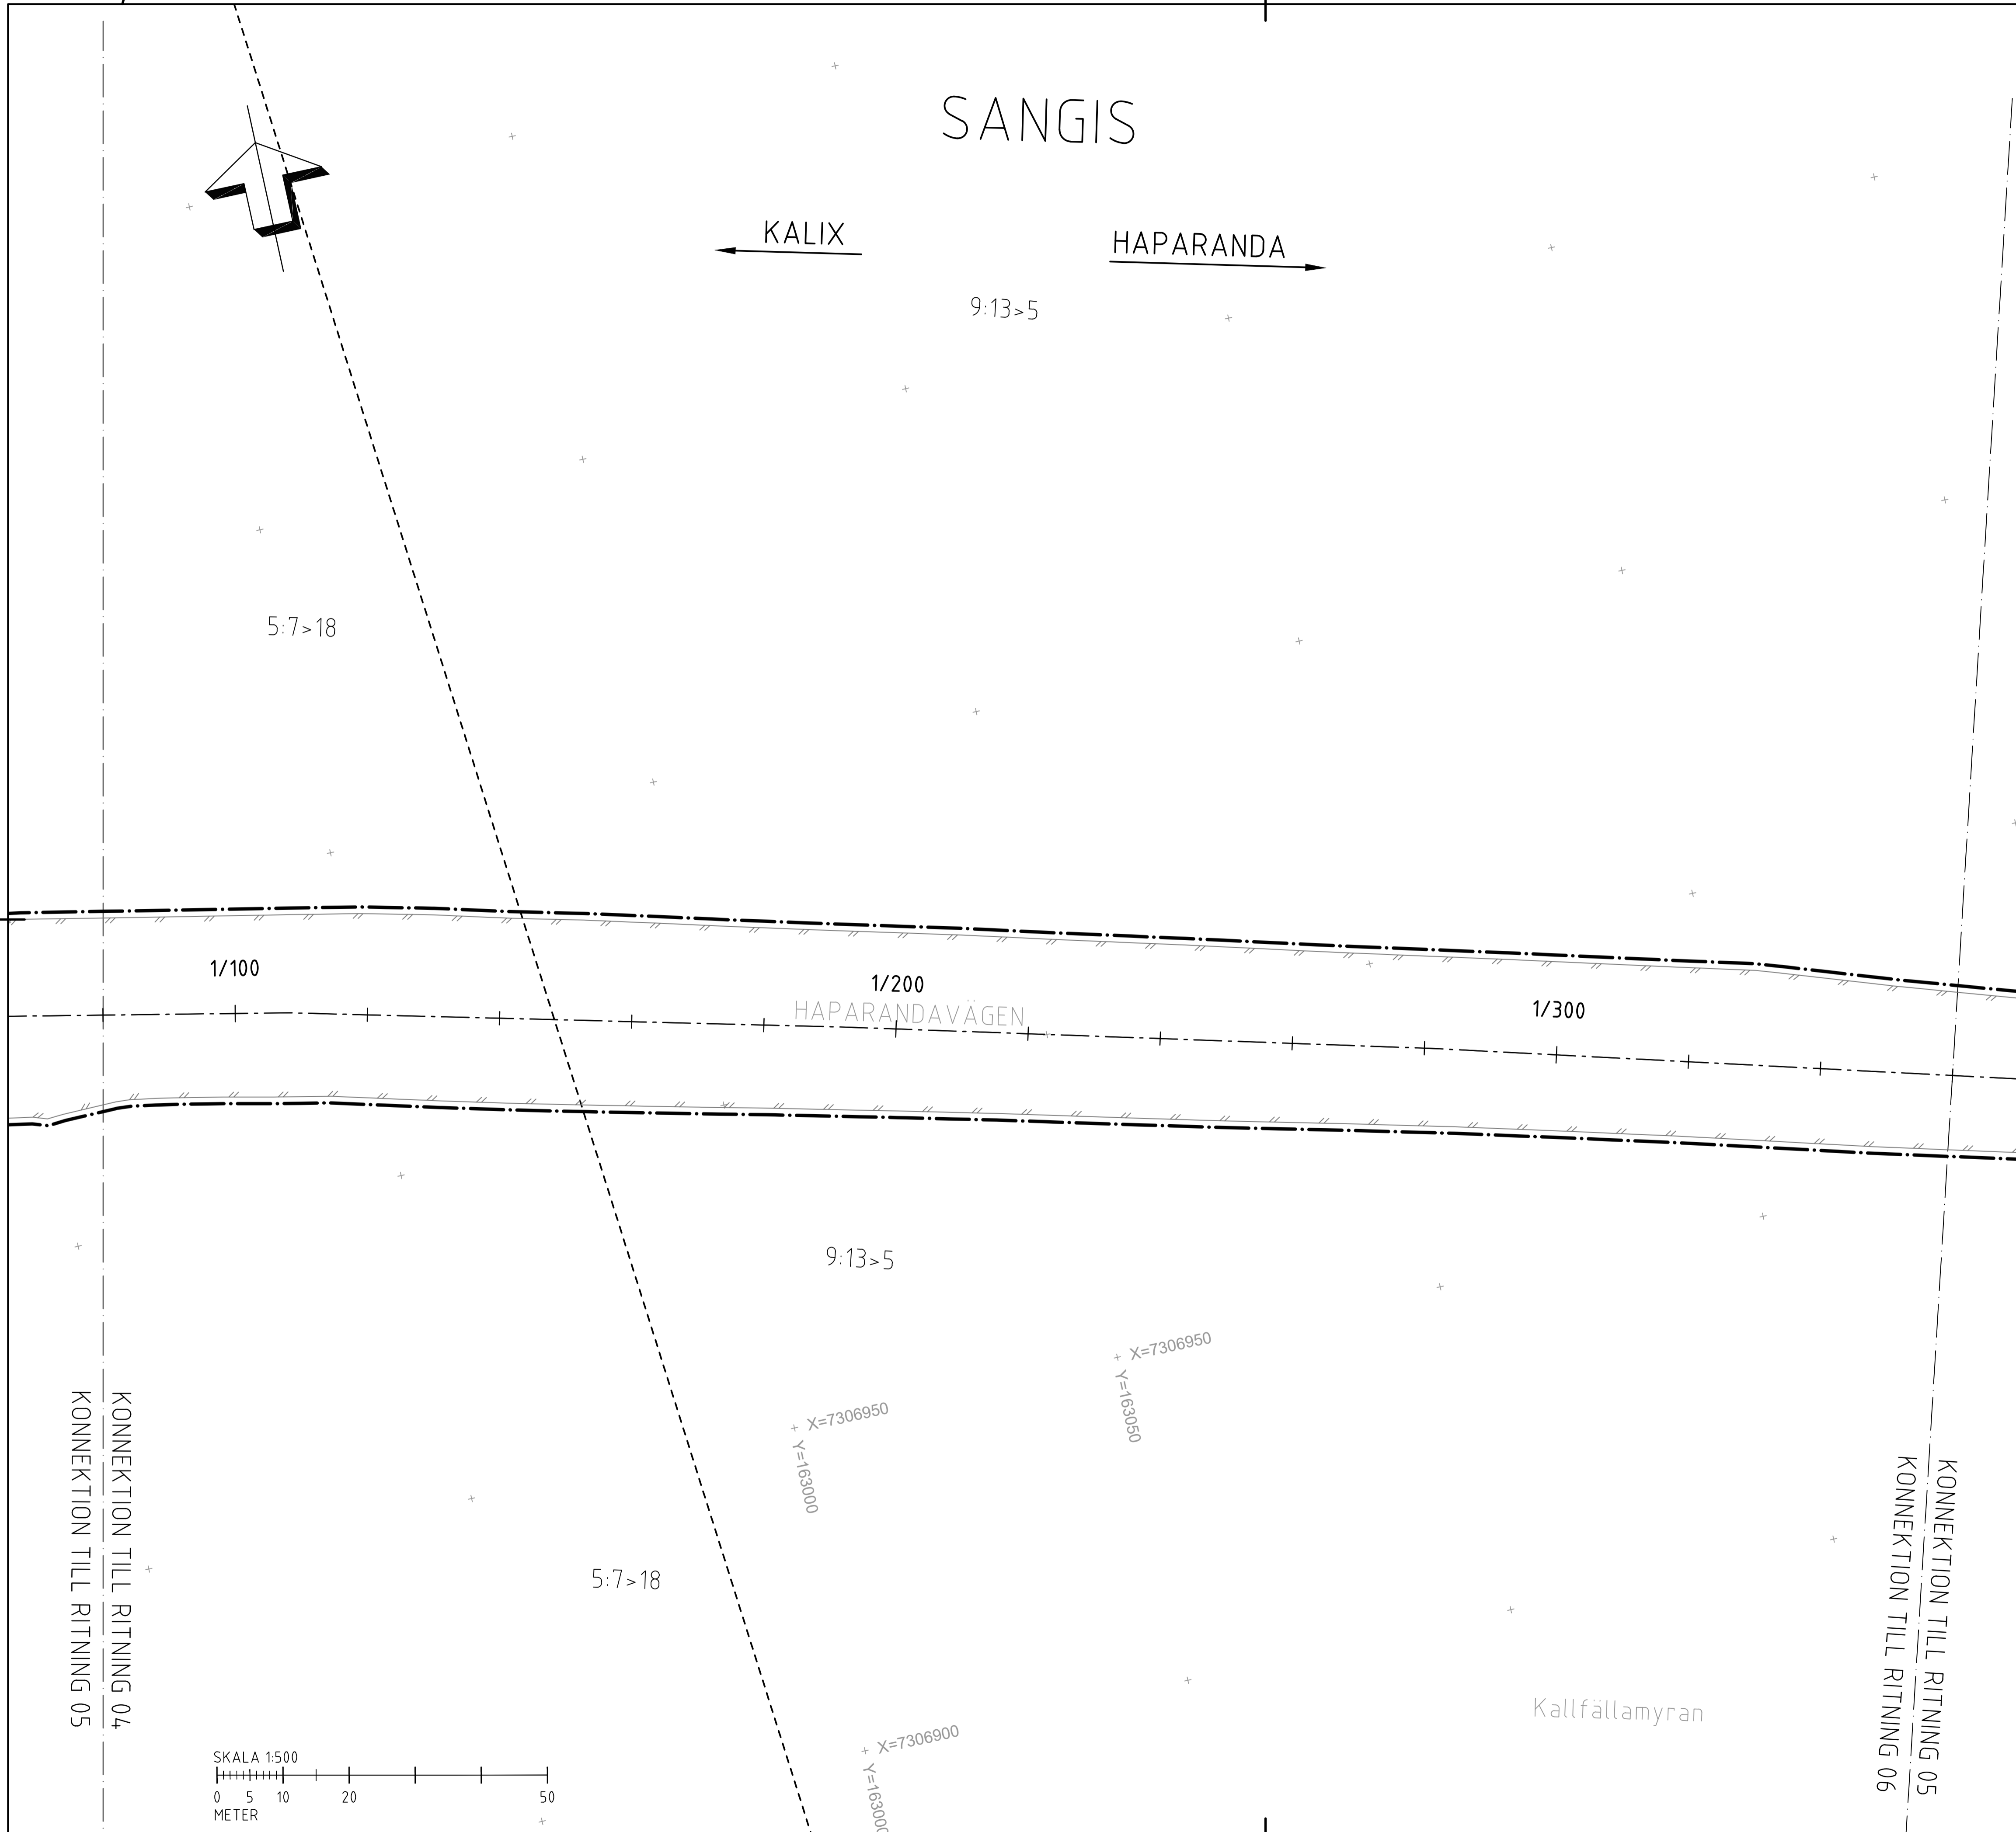 SANGIS
KALIX
HAPARANDA
9:13>5
5:7>18
1/100
1/200
HAPARANDAVÄGEN
1/300
9:13>5
X=7306950
Y=163050
X=7306950
Y=163000
KONNEKTION TILL RITNING 04
KONNEKTION TILL RITNING 05
KONNEKTION TILL RITNING 05
KONNEKTION TILL RITNING 06
5:7>18
Kallfällamyran
X=7306900
Y=163000
SKALA 1:500
0 5 10 20 50
METER